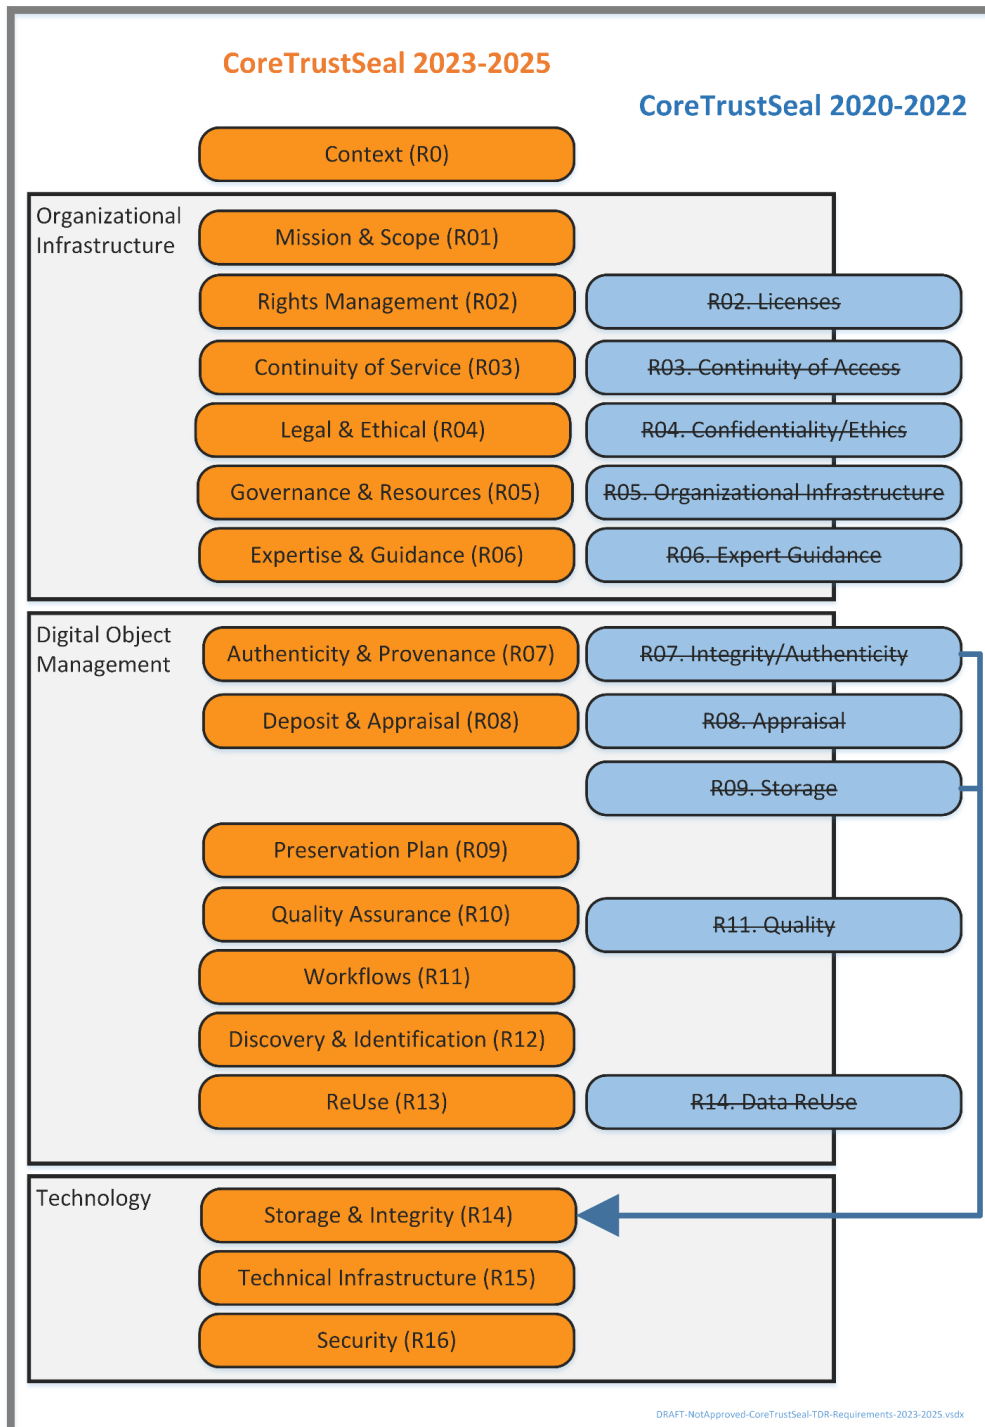 CoreTrustSeal 2023-2025
CoreTrustSeal 2020-2022
Context (R0)
Organizational
Infrastructure
Mission & Scope (R01)
Rights Management (R02)
R02. Licenses
Continuity of Service (R03)
R03. Continuity of Access
Legal & Ethical (R04)
R04. Confidentiality/Ethics
Governance & Resources (R05)
R05. Organizational Infrastructure
Expertise & Guidance (R06)
R06. Expert Guidance
Digital Object
Management
Authenticity & Provenance (R07)
R07. Integrity/Authenticity
Deposit & Appraisal (R08)
R08. Appraisal
R09. Storage
Preservation Plan (R09)
Quality Assurance (R10)
R11. Quality
Workflows (R11)
Discovery & Identification (R12)
ReUse (R13)
R14. Data ReUse
Technology
Storage & Integrity (R14)
Technical Infrastructure (R15)
Security (R16)
DRAFT-NotApproved-CoreTrustSeal-TDR-Requirements-2023-2025.vsdx